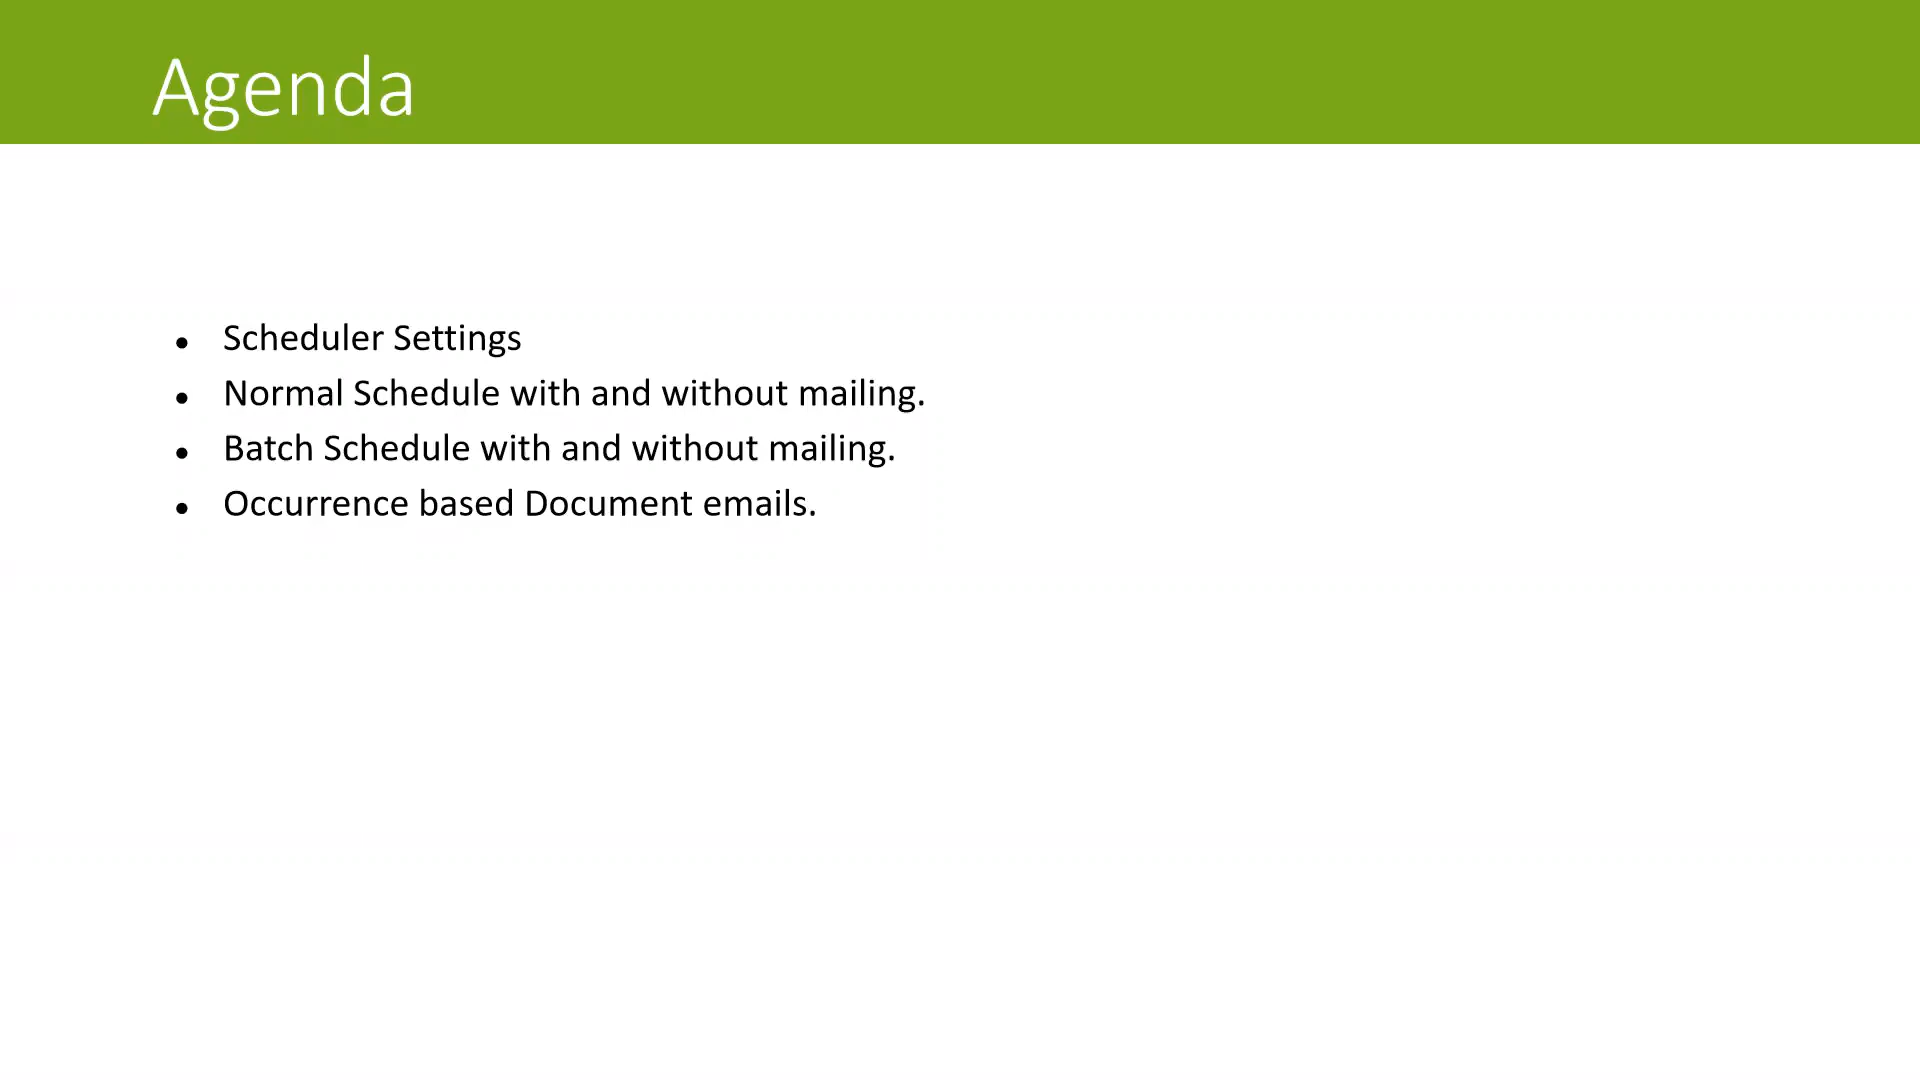 Agenda
● Scheduler Settings
● Normal Schedule with and without mailing.
● Batch Schedule with and without mailing.
● Occurrence based Document emails.